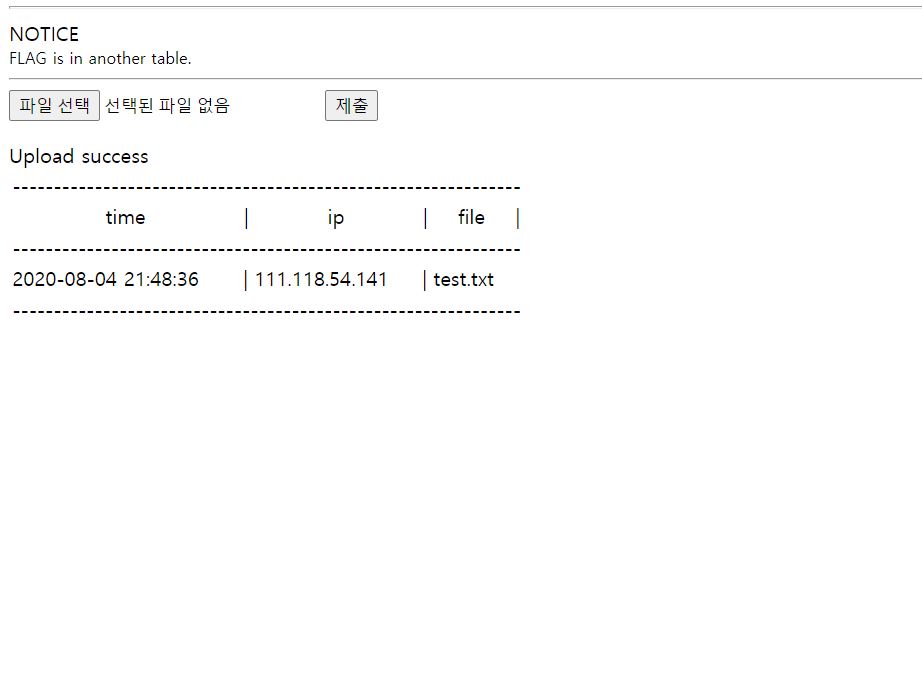 NOTICE
FLAG is in another table.
파일 선택 선택된 파일 없음 제출
Upload success
---------------------------------------------------------------
time | ip | file |
---------------------------------------------------------------
2020-08-04 21:48:36 | 111.118.54.141 | test.txt
---------------------------------------------------------------